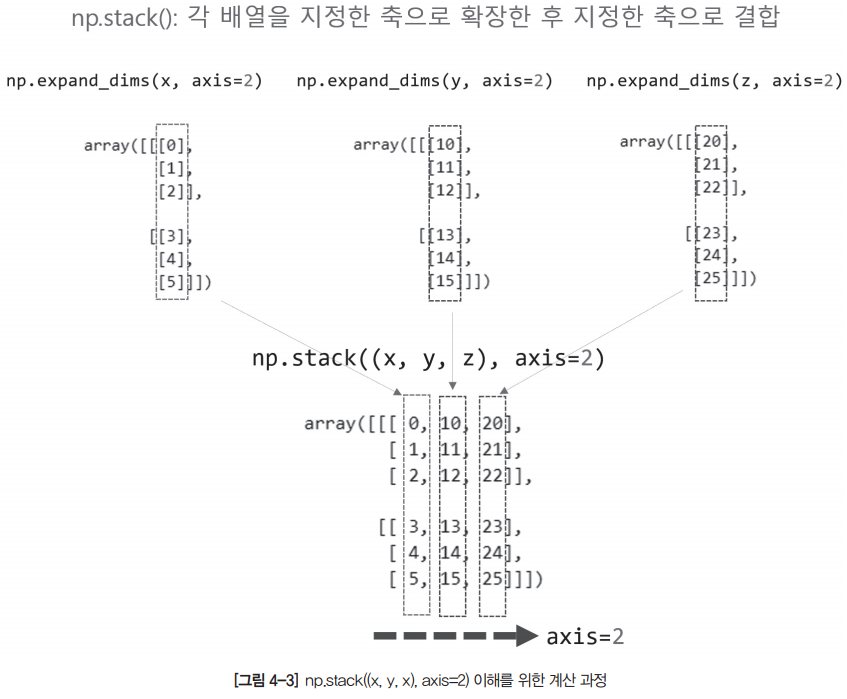 np.stack(): 각 배열을 지정한 축으로 확장한 후 지정한 축으로 결합
np.expand_dims(x, axis=2)
array([[[0],
[1],
[2]],
[[3],
[4],
[5]]])
np.expand_dims(y, axis=2)
array([[[10],
[11],
[12]],
[[13],
[14],
[15]]])
np.expand_dims(z, axis=2)
array([[[20],
[21],
[22]],
[[23],
[24],
[25]]])
np.stack((x, y, z), axis=2)
array([[[ 0, 10, 20],
[ 1, 11, 21],
[ 2, 12, 22]],
[[ 3, 13, 23],
[ 4, 14, 24],
[ 5, 15, 25]]])
axis=2
[그림 4-3] np.stack((x, y, x), axis=2) 이해를 위한 계산 과정